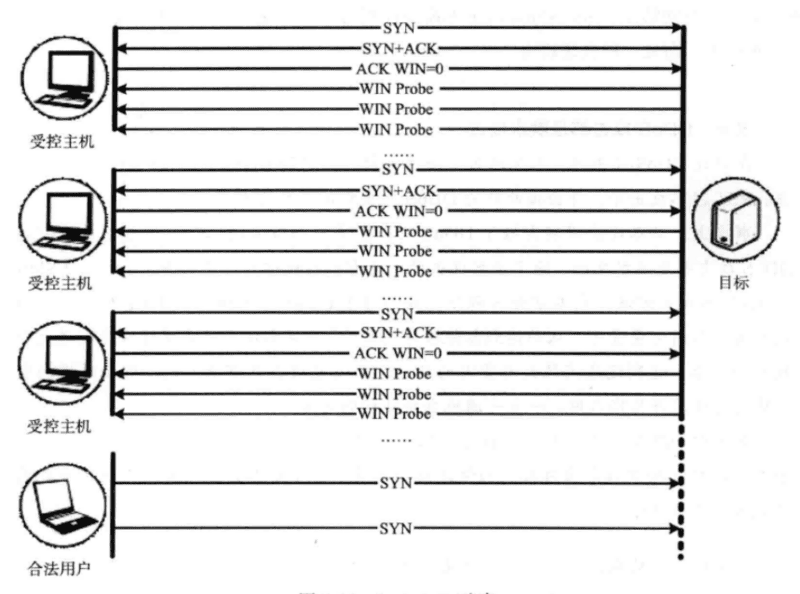 SYN
SYN+ACK
ACK WIN=0
WIN Probe
WIN Probe
WIN Probe
受控主机
……
SYN
SYN+ACK
ACK WIN=0
WIN Probe
WIN Probe
WIN Probe
受控主机
目标
……
SYN
SYN+ACK
ACK WIN=0
WIN Probe
WIN Probe
WIN Probe
受控主机
……
SYN
SYN
合法用户